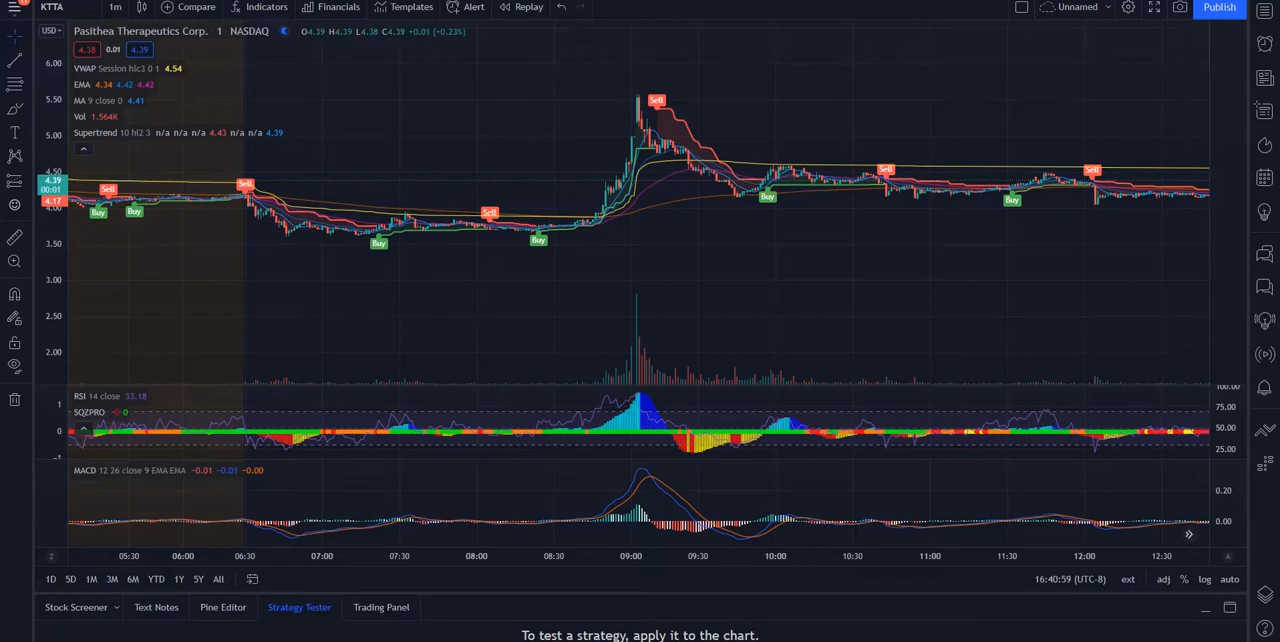 KTTA 1m Compare Indicators Financials Templates Alert Replay Unnamed Publish
USD Pasithea Therapeutics Corp. · 1 · NASDAQ O4.39 H4.39 L4.38 C4.39 +0.01 (+0.23%)
4.38 0.01 4.39
6.00
VWAP Session hlc3 0 1 4.54
EMA 4.34 4.42 4.42
5.50
MA 9 close 0 4.41
Vol 1.564K
Supertrend 10 hl2 3 n/a n/a n/a 4.43 n/a n/a 4.39
5.00
4.50
4.39
00:01
4.17
4.00
3.50
3.00
2.50
2.00
Sell
Sell
Sell
Sell
Sell
Sell
Buy
Buy
Buy
Buy
Buy
Buy
RSI 14 close 33.18
SQZPRO 0 0
1
0
-1
100.00
75.00
50.00
25.00
MACD 12 26 close 9 EMA EMA -0.01 -0.01 -0.00
0.20
0.00
Z 05:30 06:00 06:30 07:00 07:30 08:00 08:30 09:00 09:30 10:00 10:30 11:00 11:30 12:00 12:30 A
1D 5D 1M 3M 6M YTD 1Y 5Y All 16:40:59 (UTC-8) ext adj % log auto
Stock Screener Text Notes Pine Editor Strategy Tester Trading Panel
To test a strategy, apply it to the chart.